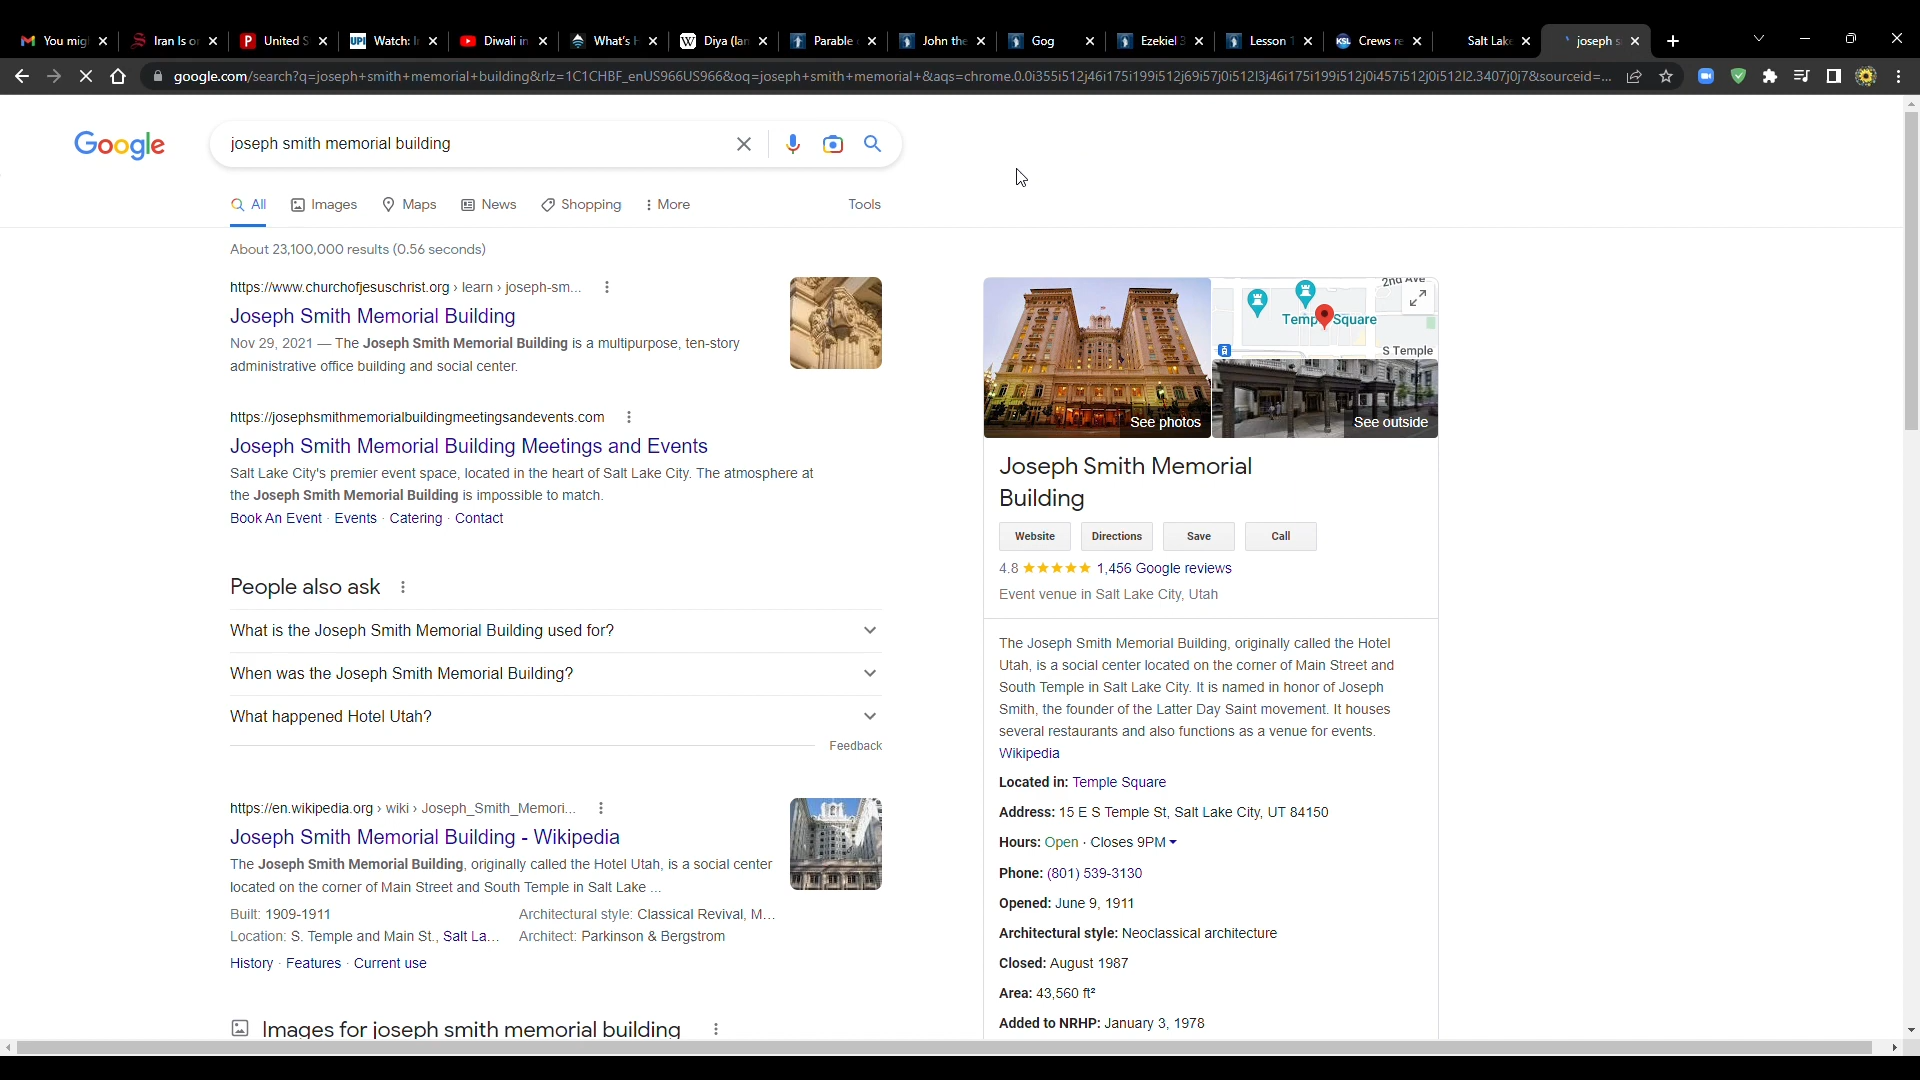 You mig
Iran Is o
United S
Watch: I
Diwali in
What's H
Diya (lan
Parable
John the
Gog
Ezekiel 3
Lesson 1
Crews re
Salt Lake
joseph s
google.com/search?q=joseph+smith+memorial+building&rlz=1C1CHBF_enUS966US966&oq=joseph+smith+memorial+&aqs=chrome.0.0i355i512j46i175i199i512j69i57j0i512l3j46i175i199i512j0i457i512j0i512l2.3407j0j7&sourceid=...
Google
joseph smith memorial building
All
Images
Maps
News
Shopping
More
Tools
About 23,100,000 results (0.56 seconds)
https://www.churchofjesuschrist.org › learn › joseph-sm...
Joseph Smith Memorial Building
Nov 29, 2021 — The Joseph Smith Memorial Building is a multipurpose, ten-story
administrative office building and social center.
https://josephsmithmemorialbuildingmeetingsandevents.com
Joseph Smith Memorial Building Meetings and Events
Salt Lake City's premier event space, located in the heart of Salt Lake City. The atmosphere at
the Joseph Smith Memorial Building is impossible to match.
Book An Event · Events · Catering · Contact
People also ask
What is the Joseph Smith Memorial Building used for?
When was the Joseph Smith Memorial Building?
What happened Hotel Utah?
Feedback
https://en.wikipedia.org › wiki › Joseph_Smith_Memori...
Joseph Smith Memorial Building - Wikipedia
The Joseph Smith Memorial Building, originally called the Hotel Utah, is a social center
located on the corner of Main Street and South Temple in Salt Lake ...
Built: 1909-1911
Architectural style: Classical Revival, M...
Location: S. Temple and Main St., Salt La...
Architect: Parkinson & Bergstrom
History · Features · Current use
Images for joseph smith memorial building
2nd Ave
Temple Square
S Temple
See photos
See outside
Joseph Smith Memorial
Building
Website
Directions
Save
Call
4.8 1,456 Google reviews
Event venue in Salt Lake City, Utah
The Joseph Smith Memorial Building, originally called the Hotel
Utah, is a social center located on the corner of Main Street and
South Temple in Salt Lake City. It is named in honor of Joseph
Smith, the founder of the Latter Day Saint movement. It houses
several restaurants and also functions as a venue for events.
Wikipedia
Located in: Temple Square
Address: 15 E S Temple St, Salt Lake City, UT 84150
Hours: Open · Closes 9PM
Phone: (801) 539-3130
Opened: June 9, 1911
Architectural style: Neoclassical architecture
Closed: August 1987
Area: 43,560 ft²
Added to NRHP: January 3, 1978